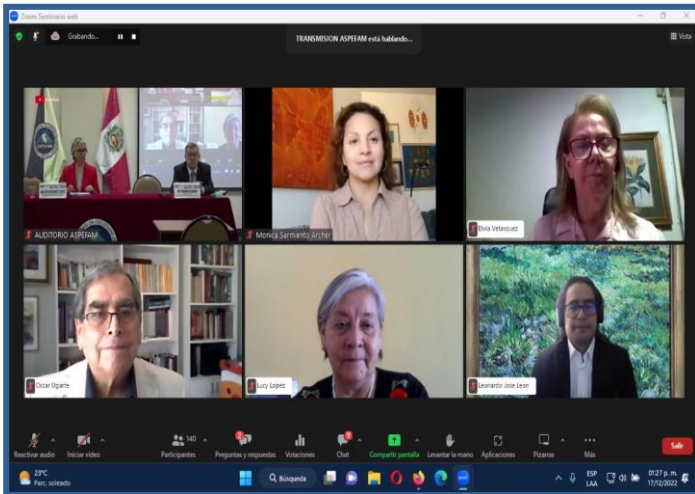 Zoom Seminario web
Grabando...
TRANSMISION ASPEFAM está hablando...
Vista
AUDITORIO ASPEFAM
Monica Sarmiento Archer
Elvia Velasquez
Oscar Ugarte
Lucy Lopez
Leonardo Jose Leon
Reactivar audio
Iniciar video
140
Participantes
2
Preguntas y respuestas
Votaciones
Chat
Compartir pantalla
Levantar la mano
Aplicaciones
Pizarras
Más
Salir
23°C
Parc. soleado
Búsqueda
ESP
LAA
01:27 p. m.
17/12/2022